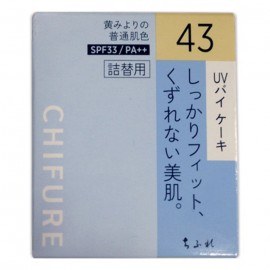 黄みよりの
普通肌色
SPF33/PA++
詰替用
43
UVバイ ケーキ
しっかりフィット、
くずれない美肌。
ちふれ
CHIFURE